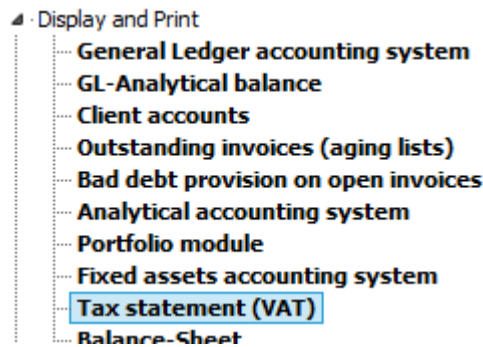 Display and Print
General Ledger accounting system
GL-Analytical balance
Client accounts
Outstanding invoices (aging lists)
Bad debt provision on open invoices
Analytical accounting system
Portfolio module
Fixed assets accounting system
Tax statement (VAT)
Balance-Sheet